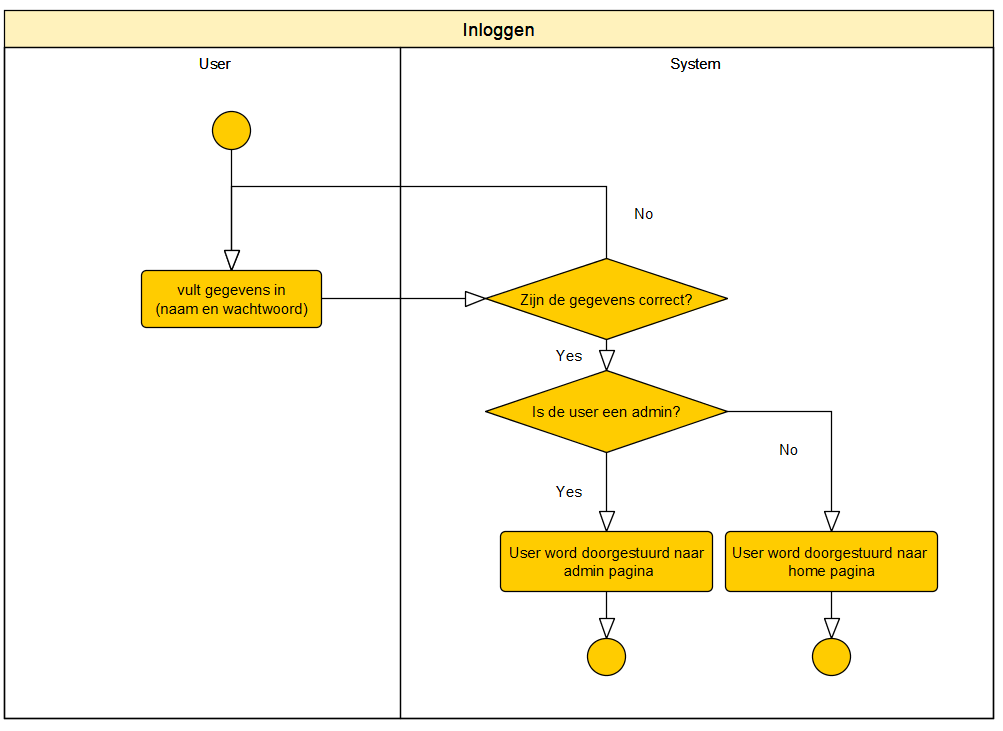 Inloggen
User
System
No
vult gegevens in
(naam en wachtwoord)
Zijn de gegevens correct?
Yes
Is de user een admin?
No
Yes
User word doorgestuurd naar
admin pagina
User word doorgestuurd naar
home pagina